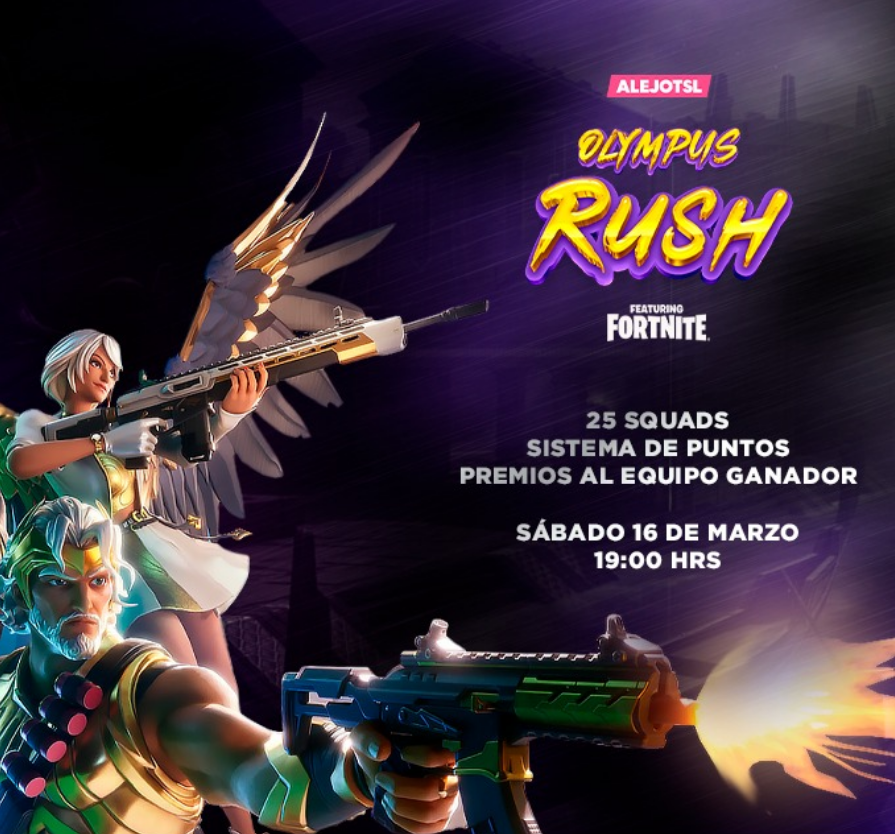 ALEJOTSL
OLYMPUS
RUSH
FEATURING
FORTNITE
25 SQUADS
SISTEMA DE PUNTOS
PREMIOS AL EQUIPO GANADOR
SÁBADO 16 DE MARZO
19:00 HRS